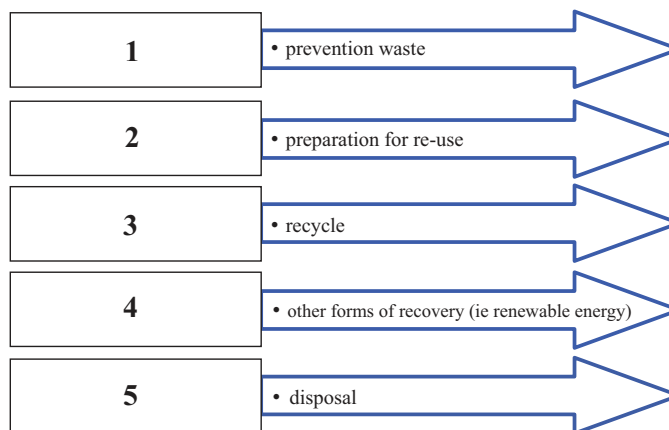 1
• prevention waste
2
• preparation for re-use
3
• recycle
4
• other forms of recovery (ie renewable energy)
5
• disposal